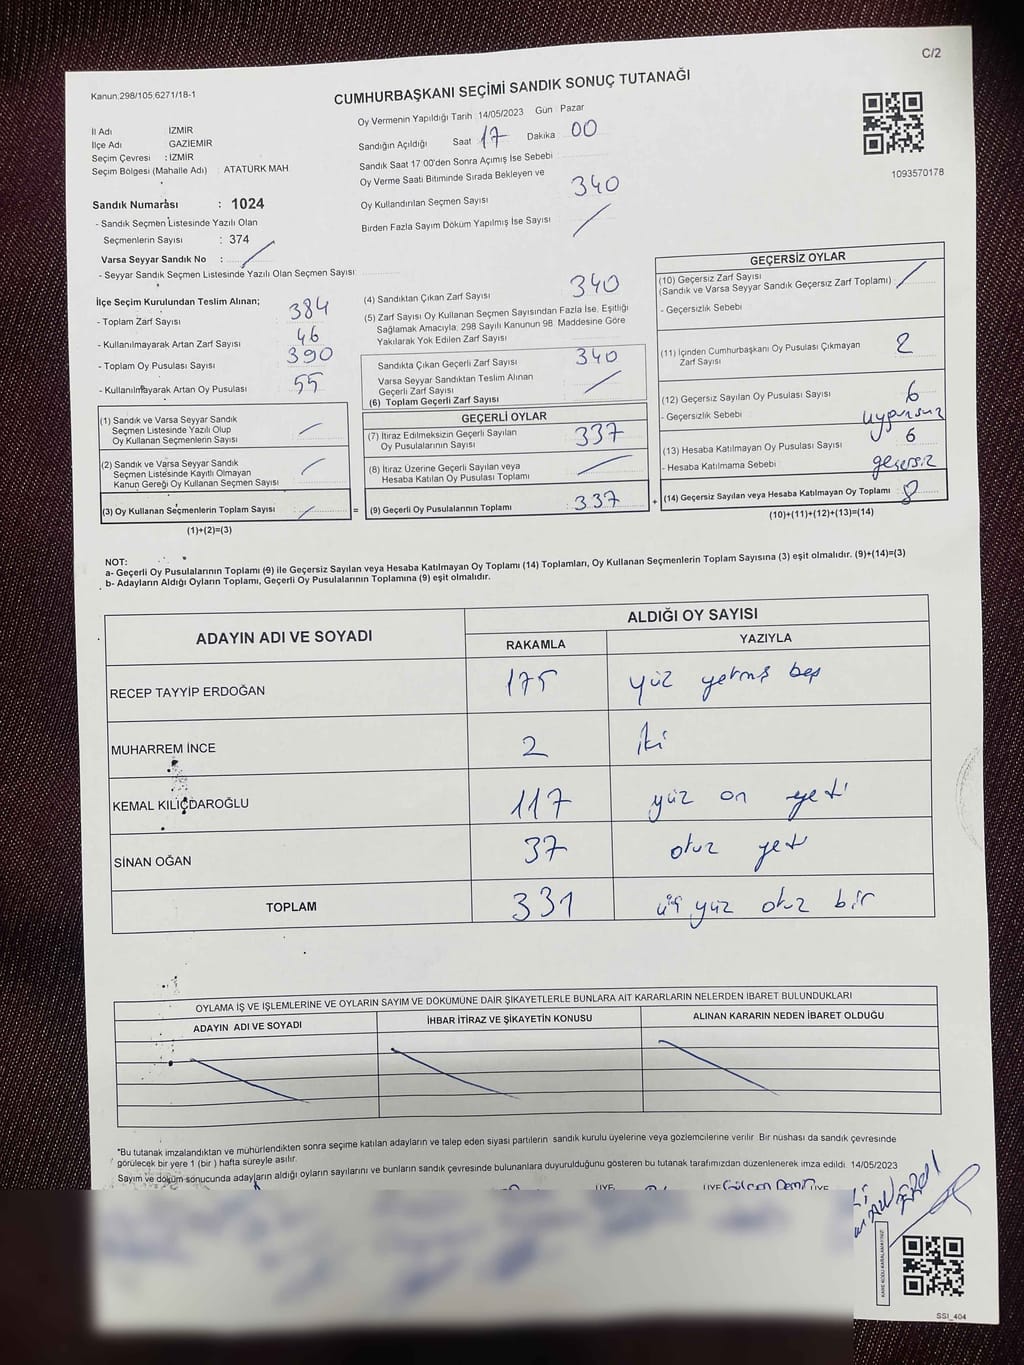 C/2
Kanun.298/105,6271/18-1
CUMHURBAŞKANI SEÇİMİ SANDIK SONUÇ TUTANAĞI
İl Adı İZMİR
İlçe Adı GAZİEMİR
Seçim Çevresi : İZMİR
Seçim Bölgesi (Mahalle Adı) : ATATÜRK MAH
Sandık Numarası : 1024
- Sandık Seçmen Listesinde Yazılı Olan
Seçmenlerin Sayısı : 374
Varsa Seyyar Sandık No :
- Seyyar Sandık Seçmen Listesinde Yazılı Olan Seçmen Sayısı
Oy Vermenin Yapıldığı Tarih 14/05/2023 Gün Pazar
Sandığın Açıldığı Saat 17 Dakika 00
Sandık Saat 17 00'den Sonra Açımış İse Sebebi
Oy Verme Saati Bitiminde Sırada Bekleyen ve
Oy Kullandırılan Seçmen Sayısı 340
Birden Fazla Sayım Döküm Yapılmış İse Sayısı
1093570178
İlçe Seçim Kurulundan Teslim Alınan;
- Toplam Zarf Sayısı 384
- Kullanılmayarak Artan Zarf Sayısı 46
- Toplam Oy Pusulası Sayısı 390
- Kullanılmayarak Artan Oy Pusulası 55
(4) Sandıktan Çıkan Zarf Sayısı 340
(5) Zarf Sayısı Oy Kullanan Seçmen Sayısından Fazla İse, Eşitliği
Sağlamak Amacıyla, 298 Sayılı Kanunun 98. Maddesine Göre
Yakılarak Yok Edilen Zarf Sayısı
Sandıkta Çıkan Geçerli Zarf Sayısı 340
Varsa Seyyar Sandıktan Teslim Alınan
Geçerli Zarf Sayısı
(6) Toplam Geçerli Zarf Sayısı
GEÇERSİZ OYLAR
(10) Geçersiz Zarf Sayısı
(Sandık ve Varsa Seyyar Sandık Geçersiz Zarf Toplamı)
- Geçersizlik Sebebi
(11) İçinden Cumhurbaşkanı Oy Pusulası Çıkmayan
Zarf Sayısı 2
(12) Geçersiz Sayılan Oy Pusulası Sayısı 6
- Geçersizlik Sebebi uygunsuz
(13) Hesaba Katılmayan Oy Pusulası Sayısı 6
- Hesaba Katılmama Sebebi geçersiz
(14) Geçersiz Sayılan veya Hesaba Katılmayan Oy Toplamı 8
(10)+(11)+(12)+(13)=(14)
(1) Sandık ve Varsa Seyyar Sandık
Seçmen Listesinde Yazılı Olup
Oy Kullanan Seçmenlerin Sayısı
(2) Sandık ve Varsa Seyyar Sandık
Seçmen Listesinde Kayıtlı Olmayan
Kanun Gereği Oy Kullanan Seçmen Sayısı
(3) Oy Kullanan Seçmenlerin Toplam Sayısı
(1)+(2)=(3)
=
GEÇERLİ OYLAR
(7) İtiraz Edilmeksizin Geçerli Sayılan
Oy Pusulalarının Sayısı 337
(8) İtiraz Üzerine Geçerli Sayılan veya
Hesaba Katılan Oy Pusulası Toplamı
(9) Geçerli Oy Pusulalarının Toplamı 337
+
NOT:
a- Geçerli Oy Pusulalarının Toplamı (9) ile Geçersiz Sayılan veya Hesaba Katılmayan Oy Toplamı (14) Toplamları, Oy Kullanan Seçmenlerin Toplam Sayısına (3) eşit olmalıdır. (9)+(14)=(3)
b- Adayların Aldığı Oyların Toplamı, Geçerli Oy Pusulalarının Toplamına (9) eşit olmalıdır.
ADAYIN ADI VE SOYADI ALDIĞI OY SAYISI
RAKAMLA YAZIYLA
RECEP TAYYİP ERDOĞAN 175 yüz yetmiş beş
MUHARREM İNCE 2 iki
KEMAL KILIÇDAROĞLU 117 yüz on yedi
SİNAN OĞAN 37 otuz yedi
TOPLAM 331 üç yüz otuz bir
OYLAMA İŞ VE İŞLEMLERİNE VE OYLARIN SAYIM VE DÖKÜMÜNE DAİR ŞİKAYETLERLE BUNLARA AİT KARARLARIN NELERDEN İBARET BULUNDUKLARI
ADAYIN ADI VE SOYADI İHBAR İTİRAZ VE ŞİKAYETİN KONUSU ALINAN KARARIN NEDEN İBARET OLDUĞU
"Bu tutanak imzalandıktan ve mühürlendikten sonra seçime katılan adayların ve talep eden siyasi partilerin sandık kurulu üyelerine veya gözlemcilerine verilir Bir nüshası da sandık çevresinde
görülecek bir yere 1 (bir ) hafta süreyle asılır.
Sayım ve döküm sonucunda adayların aldığı oyların sayılarını ve bunların sandık çevresinde bulunanlara duyurulduğunu gösteren bu tutanak tarafımızdan düzenlenerek imza edildi 14/05/2023
SSI_404